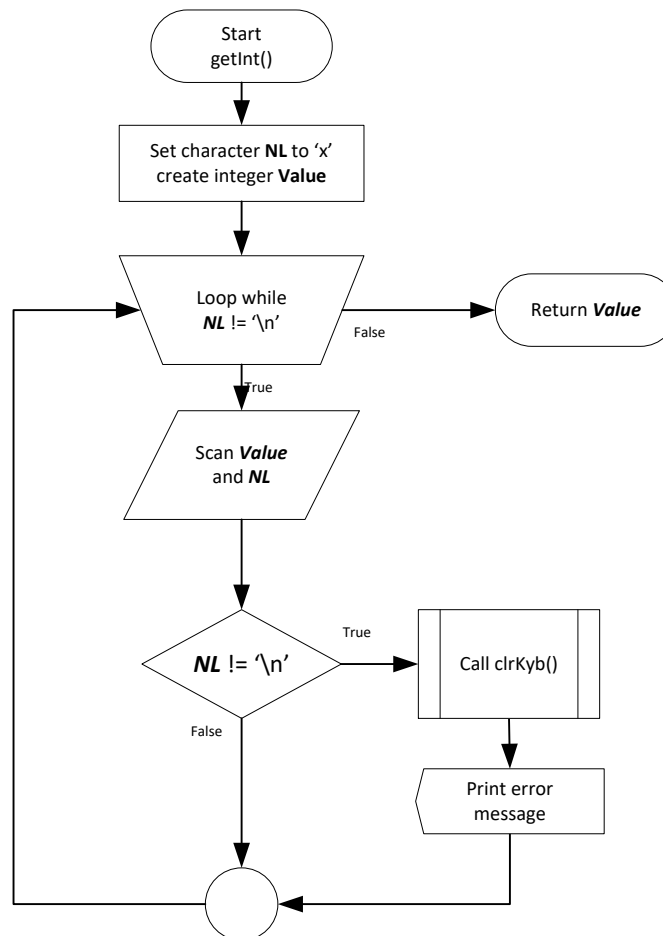 Start
getInt()
Set character NL to ‘x’
create integer Value
Loop while
NL != ‘\n’
False
Return Value
True
Scan Value
and NL
NL != ‘\n’
True
Call clrKyb()
False
Print error
message